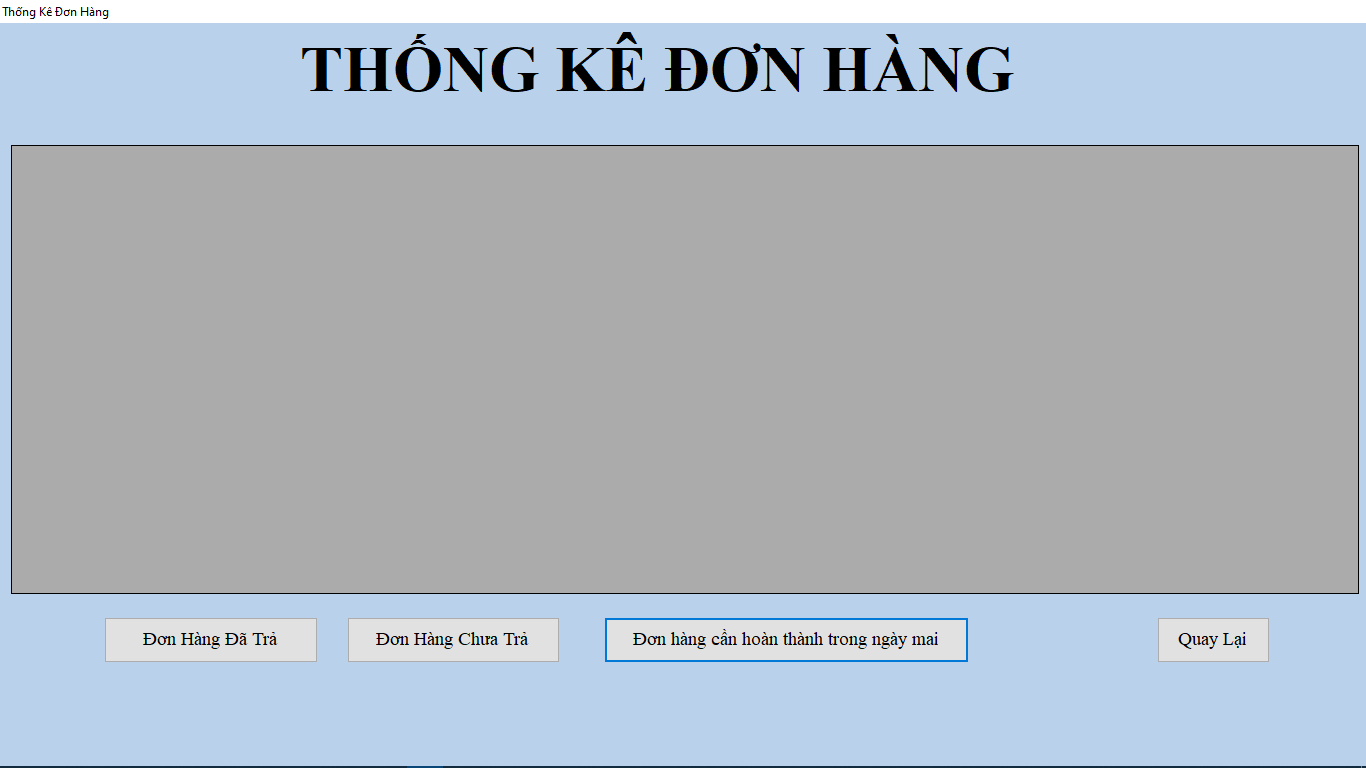 Thống Kê Đơn Hàng
THỐNG KÊ ĐƠN HÀNG
Đơn Hàng Đã Trả
Đơn Hàng Chưa Trả
Đơn hàng cần hoàn thành trong ngày mai
Quay Lại